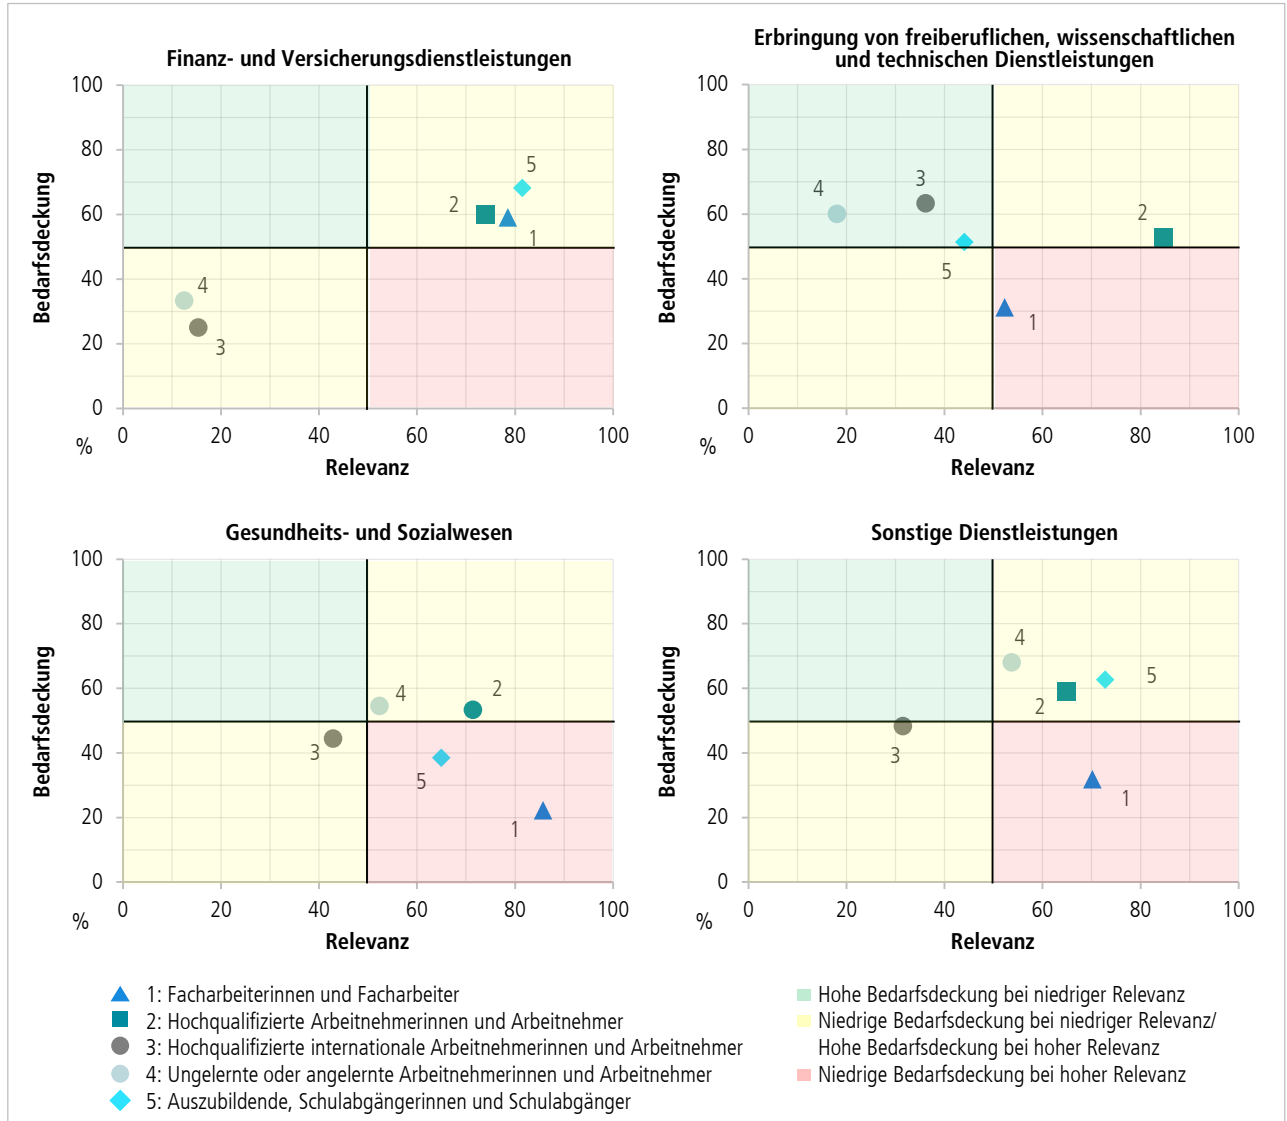 Finanz- und Versicherungsdienstleistungen
100
80
60
40
20
0
Bedarfsdeckung
5
2
1
4
3
%
0 20 40 60 80 100
Relevanz
Erbringung von freiberuflichen, wissenschaftlichen
und technischen Dienstleistungen
100
80
60
40
20
0
Bedarfsdeckung
4
3
2
5
1
%
0 20 40 60 80 100
Relevanz
Gesundheits- und Sozialwesen
100
80
60
40
20
0
Bedarfsdeckung
4
2
3
5
1
%
0 20 40 60 80 100
Relevanz
Sonstige Dienstleistungen
100
80
60
40
20
0
Bedarfsdeckung
4
5
2
3
1
%
0 20 40 60 80 100
Relevanz
1: Facharbeiterinnen und Facharbeiter
2: Hochqualifizierte Arbeitnehmerinnen und Arbeitnehmer
3: Hochqualifizierte internationale Arbeitnehmerinnen und Arbeitnehmer
4: Ungelernte oder angelernte Arbeitnehmerinnen und Arbeitnehmer
5: Auszubildende, Schulabgängerinnen und Schulabgänger
Hohe Bedarfsdeckung bei niedriger Relevanz
Niedrige Bedarfsdeckung bei niedriger Relevanz/
Hohe Bedarfsdeckung bei hoher Relevanz
Niedrige Bedarfsdeckung bei hoher Relevanz